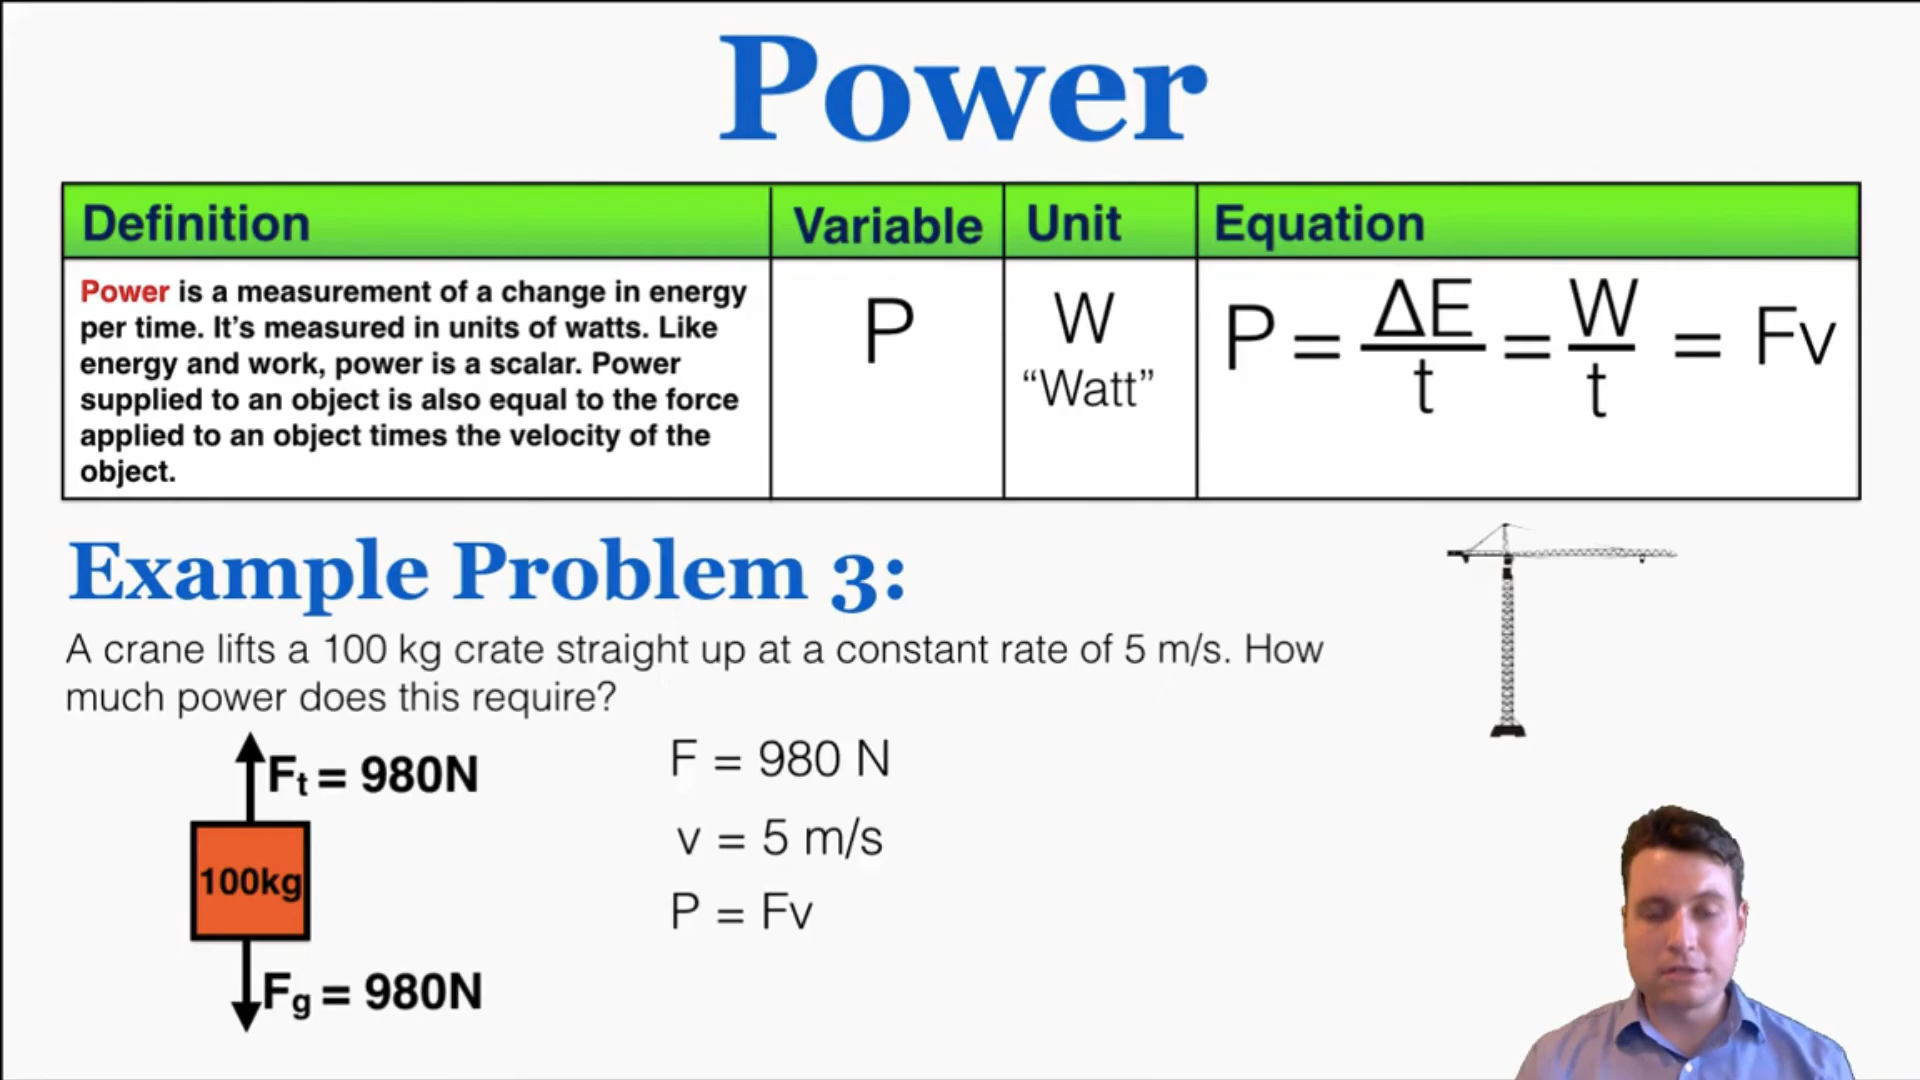 Power
Definition
Variable
Unit
Equation
Power is a measurement of a change in energy
per time. It's measured in units of watts. Like
energy and work, power is a scalar. Power
supplied to an object is also equal to the force
applied to an object times the velocity of the
object.
P
W
“Watt”
P = ΔE/t = W/t = Fv
Example Problem 3:
A crane lifts a 100 kg crate straight up at a constant rate of 5 m/s. How
much power does this require?
Ft = 980N
100kg
Fg = 980N
F = 980 N
v = 5 m/s
P = Fv